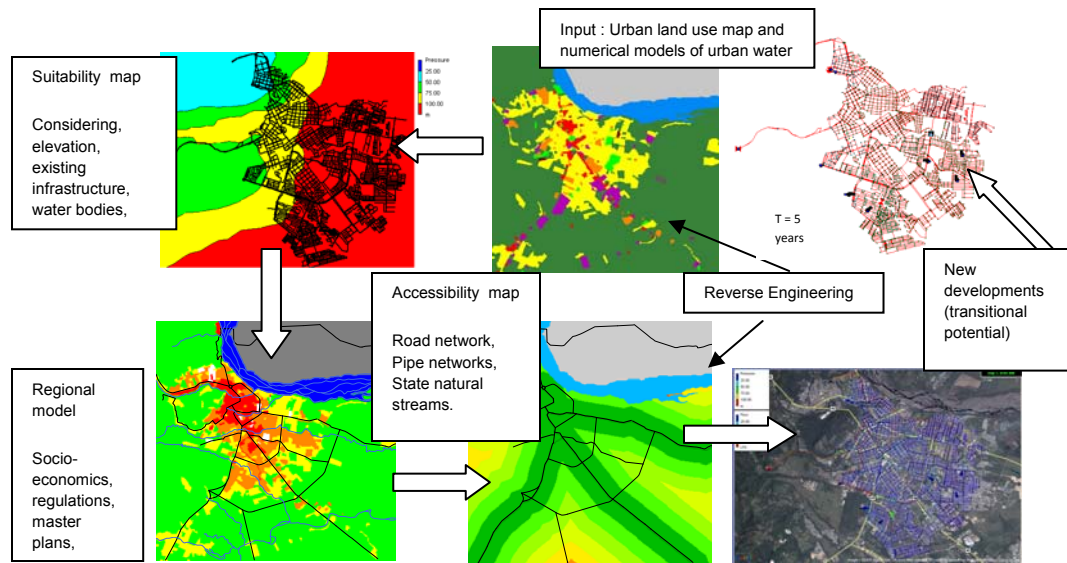 Suitability map
Considering,
elevation,
existing
infrastructure,
water bodies,
Pressure
25.00
50.00
75.00
100.00
m
Input : Urban land use map and
numerical models of urban water
T = 5
years
New
developments
(transitional
potential)
Reverse Engineering
Accessibility map
Road network,
Pipe networks,
State natural
streams.
Regional
model
Socio-
economics,
regulations,
master
plans,